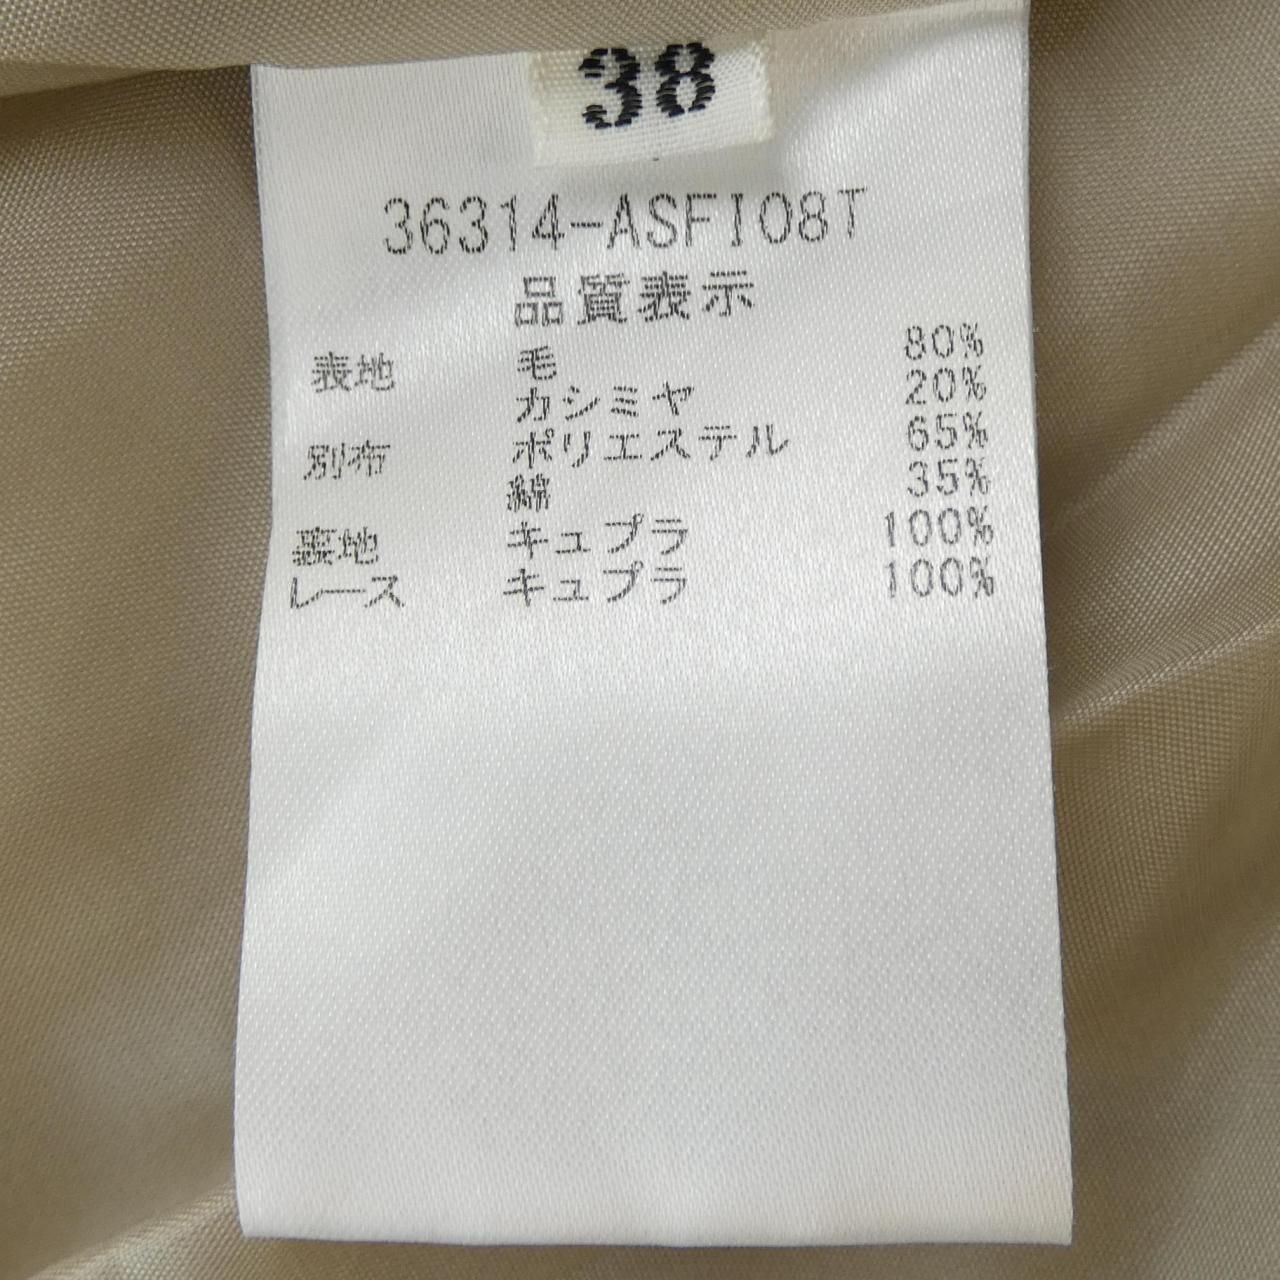 38
36314-ASFI08T
品質表示
表地 毛 80%
カシミヤ 20%
別布 ポリエステル 65%
綿 35%
裏地 キュプラ 100%
レース キュプラ 100%